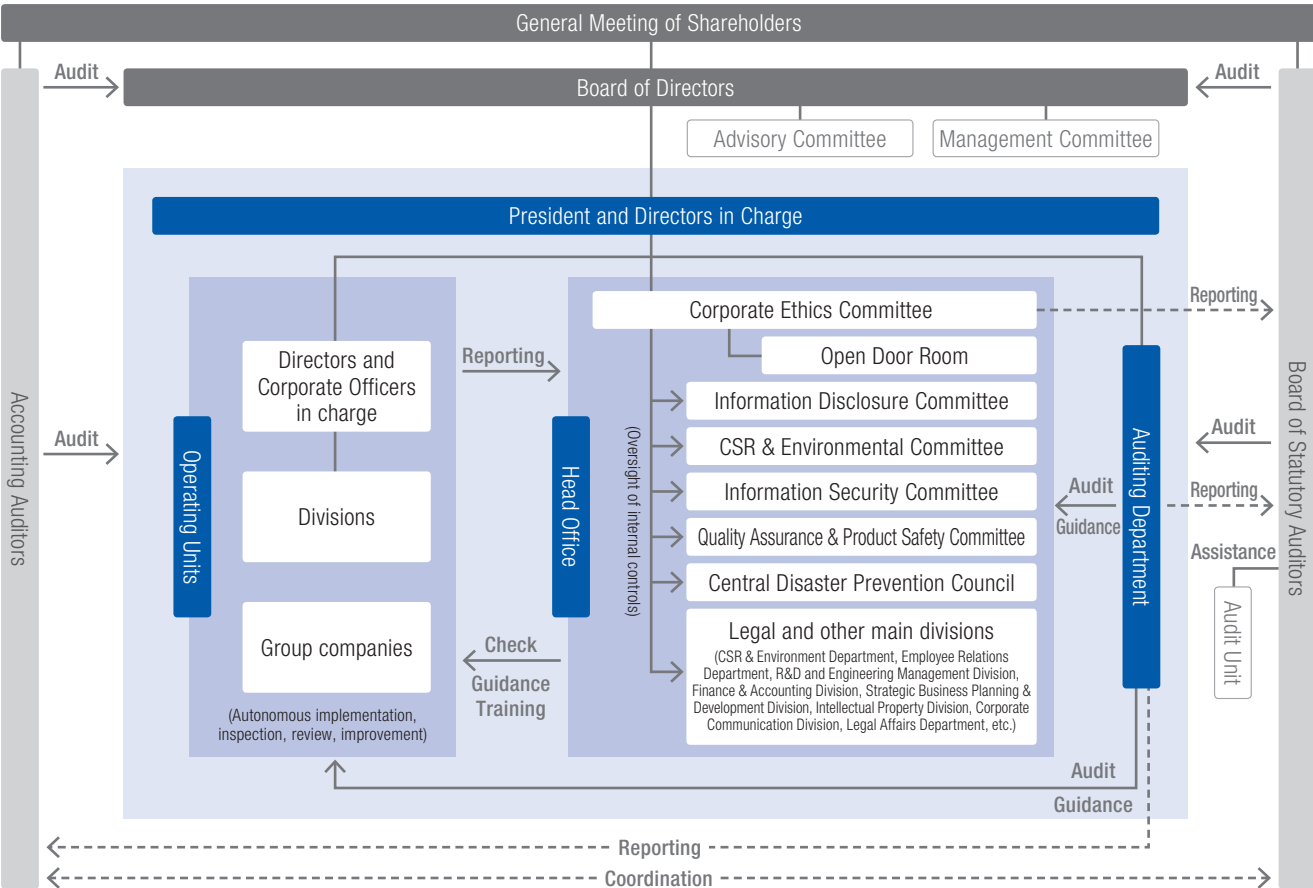 General Meeting of Shareholders
Audit
Board of Directors
Audit
Advisory Committee
Management Committee
President and Directors in Charge
Accounting Auditors
Audit
Operating Units
Directors and
Corporate Officers
in charge
Divisions
Group companies
(Autonomous implementation,
inspection, review, improvement)
Reporting
Check
Guidance
Training
Head Office
(Oversight of internal controls)
Corporate Ethics Committee
Open Door Room
Information Disclosure Committee
CSR & Environmental Committee
Information Security Committee
Quality Assurance & Product Safety Committee
Central Disaster Prevention Council
Legal and other main divisions
(CSR & Environment Department, Employee Relations
Department, R&D and Engineering Management Division,
Finance & Accounting Division, Strategic Business Planning &
Development Division, Intellectual Property Division, Corporate
Communication Division, Legal Affairs Department, etc.)
Audit
Guidance
Auditing Department
Reporting
Audit
Reporting
Assistance
Audit Unit
Board of Statutory Auditors
Audit
Guidance
Reporting
Coordination